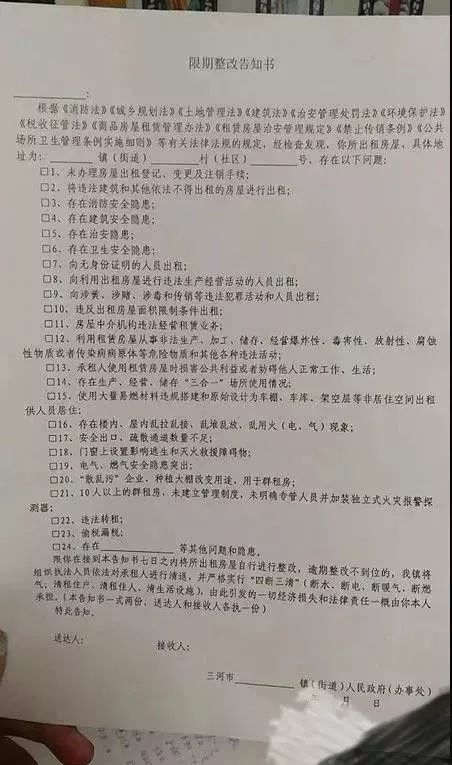 限期整改告知书
__________:
根据《消防法》《城乡规划法》《土地管理法》《建筑法》《治安管理处罚法》《环境保护法》
《税收征管法》《商品房屋租赁管理办法》《租赁房屋治安管理规定》《禁止传销条例》《公共
场所卫生管理条例实施细则》等有关法律法规的规定,经检查发现,你所出租房屋,具体地
址为:______镇(街道)________村(社区)________号,存在以下问题:
□1、未办理房屋出租登记、变更及注销手续;
□2、将违法建筑和其他依法不得出租的房屋进行出租;
□3、存在消防安全隐患;
□4、存在建筑安全隐患;
□5、存在治安隐患;
□6、存在卫生安全隐患;
□7、向无身份证明的人员出租;
□8、向利用出租房屋进行违法生产经营活动的人员出租;
□9、向涉黄、涉赌、涉毒和传销等违法犯罪活动和人员出租;
□10、违反出租房屋面积限制条件出租;
□11、房屋中介机构违法经营租赁业务;
□12、利用租赁房屋从事非法生产、加工、储存、经营爆炸性、毒害性、放射性、腐蚀
性物质或者传染病病原体等危险物质和其他各种违法活动;
□13、承租人使用租赁房屋时损害公共利益或者妨碍他人正常工作、生活;
□14、存在生产、经营、储存“三合一”场所使用情况;
□15、使用大量易燃材料违规搭建和原始设计为车棚、车库、架空层等非居住空间出租
供人员居住;
□16、存在楼内、屋内乱拉乱接、乱堆乱放、乱用火(电、气)现象;
□17、安全出口、疏散通道数量不足;
□18、门窗上设置影响逃生和灭火救援障碍物;
□19、电气、燃气安全隐患突出;
□20、“散乱污”企业、种植大棚改变用途,用于群租房;
□21、10人以上的群租房,未建立管理制度,未明确专管人员并加装独立式火灾报警探
测器;
□22、违法转租;
□23、偷税漏税;
□24、存在__________等其他问题和隐患。
限你在接到本告知书七日之内将所出租房屋自行进行整改,逾期整改不到位的,我镇将
组织执法人员依法对承租人进行清退,并严格实行“四断三清”(断水、断电、断暖气、断燃
气,清租住户、清租住人、清生活设施),由此引发的一切经济损失和法律责任一概由你本人
承担。(本告知书一式两份,送达人和接收人各执一份)
特此告知。
送达人: 接收人:
三河市________镇(街道)人民政府(办事处)
年 月 日